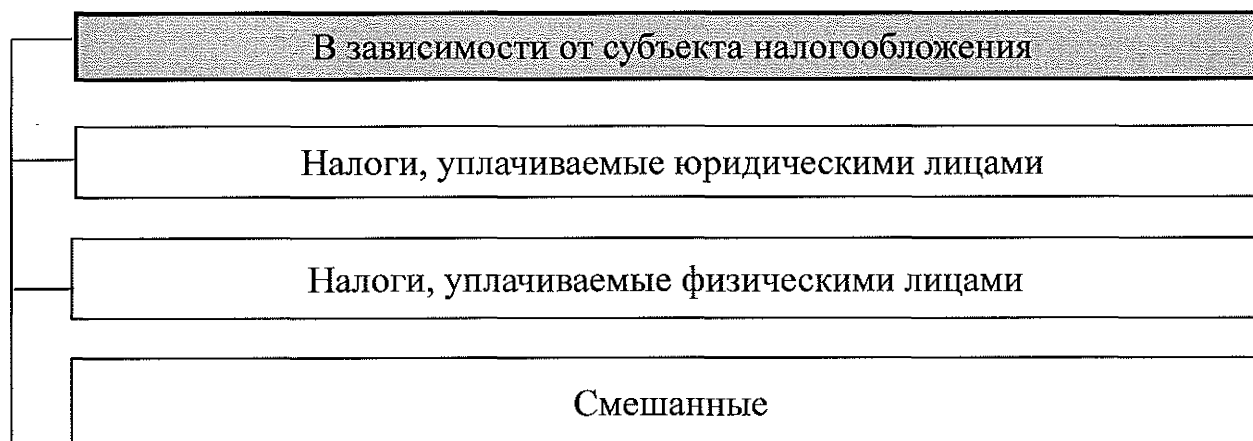 В зависимости от субъекта налогообложения
Налоги, уплачиваемые юридическими лицами
Налоги, уплачиваемые физическими лицами
Смешанные